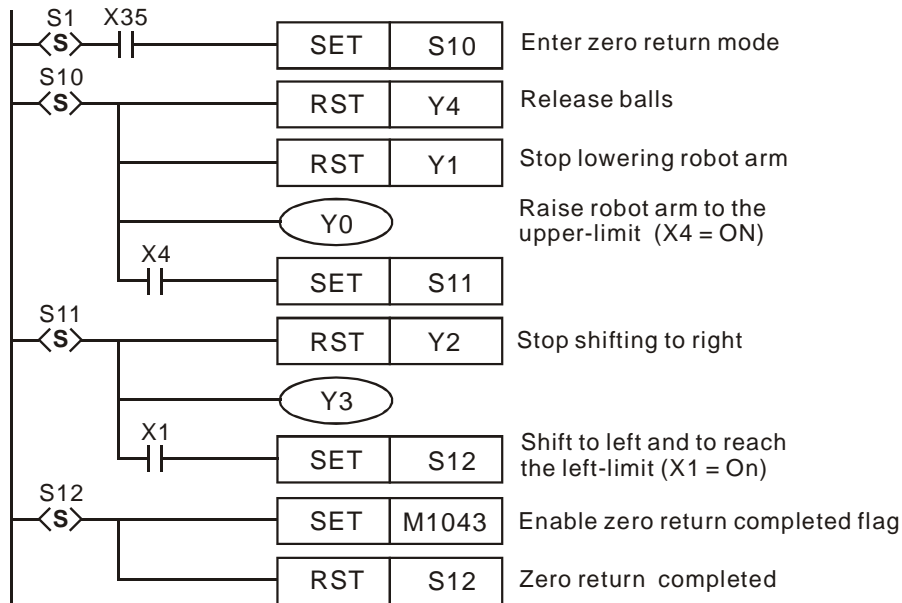 S1 X35
S SET S10 Enter zero return mode
S10
S RST Y4 Release balls
RST Y1 Stop lowering robot arm
Y0 Raise robot arm to the
upper-limit (X4 = ON)
X4
SET S11
S11
S RST Y2 Stop shifting to right
Y3
X1
SET S12 Shift to left and to reach
the left-limit (X1 = On)
S12
S SET M1043 Enable zero return completed flag
RST S12 Zero return completed